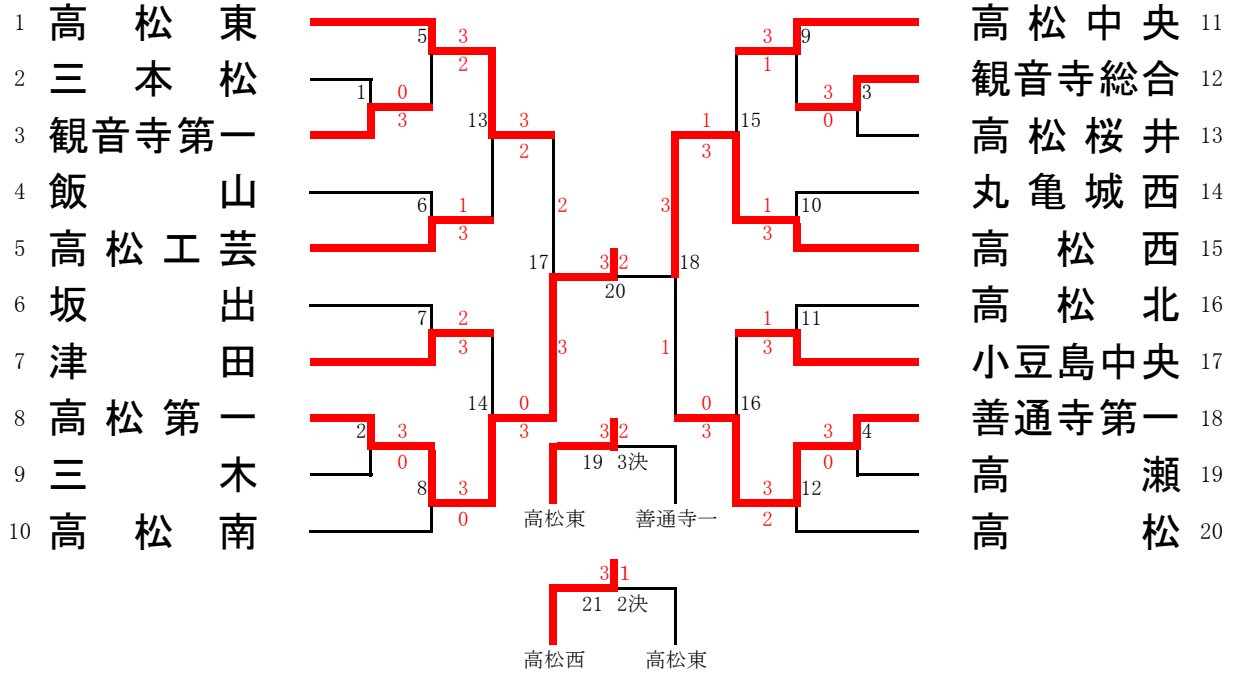 1 高松東 5 3 3 9 高松中央 11
2 三本松 1 0 2 1 3 3 観音寺総合 12
3 観音寺第一 3 13 3 2 1 3 15 0 高松桜井 13
4 飯山 6 1 2 3 1 10 丸亀城西 14
5 高松工芸 3 17 3 2 18 3 高松西 15
20
6 坂出 7 2 1 11 高松北 16
7 津田 3 3 1 3 小豆島中央 17
8 高松第一 2 3 14 0 3 0 3 16 3 4 善通寺第一 18
3 2
9 三木 0 8 3 19 3決 3 12 0 高瀬 19
10 高松南 0 高松東 善通寺一 2 高松 20
3 1
21 2決
高松西 高松東